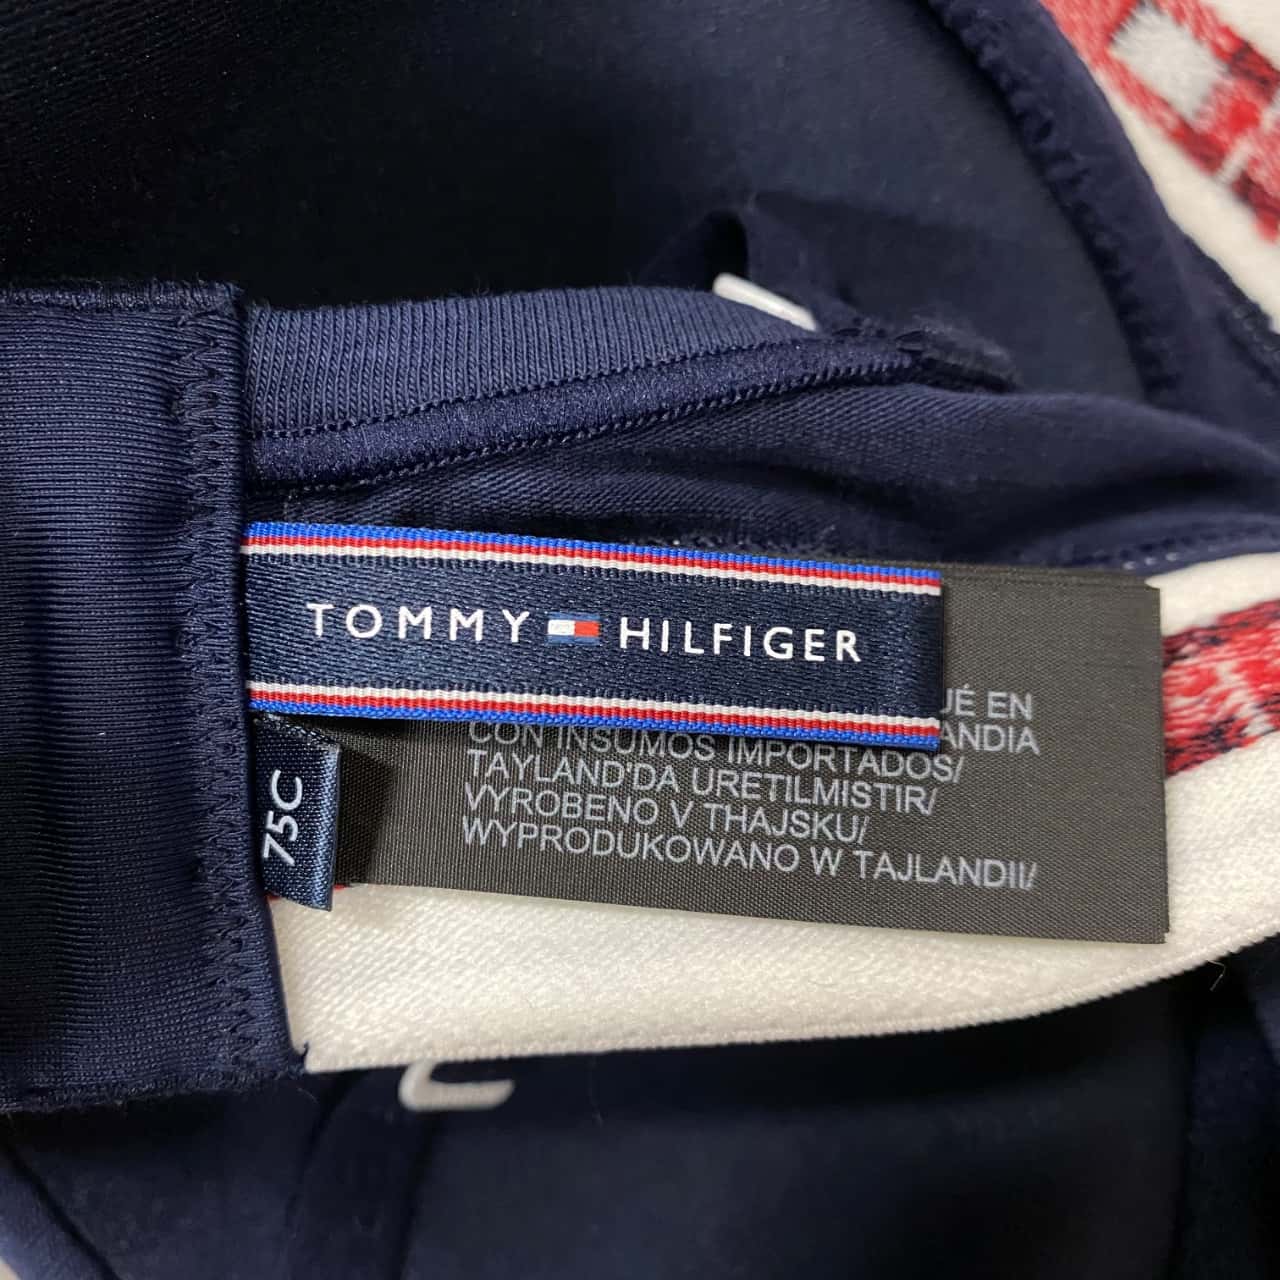 TOMMY HILFIGER
JÉ EN
ANDIA
CON INSUMOS IMPORTADOS/
TAYLAND'DA URETILMISTIR/
VYROBENO V THAJSKU/
WYPRODUKOWANO W TAJLANDII/
75C